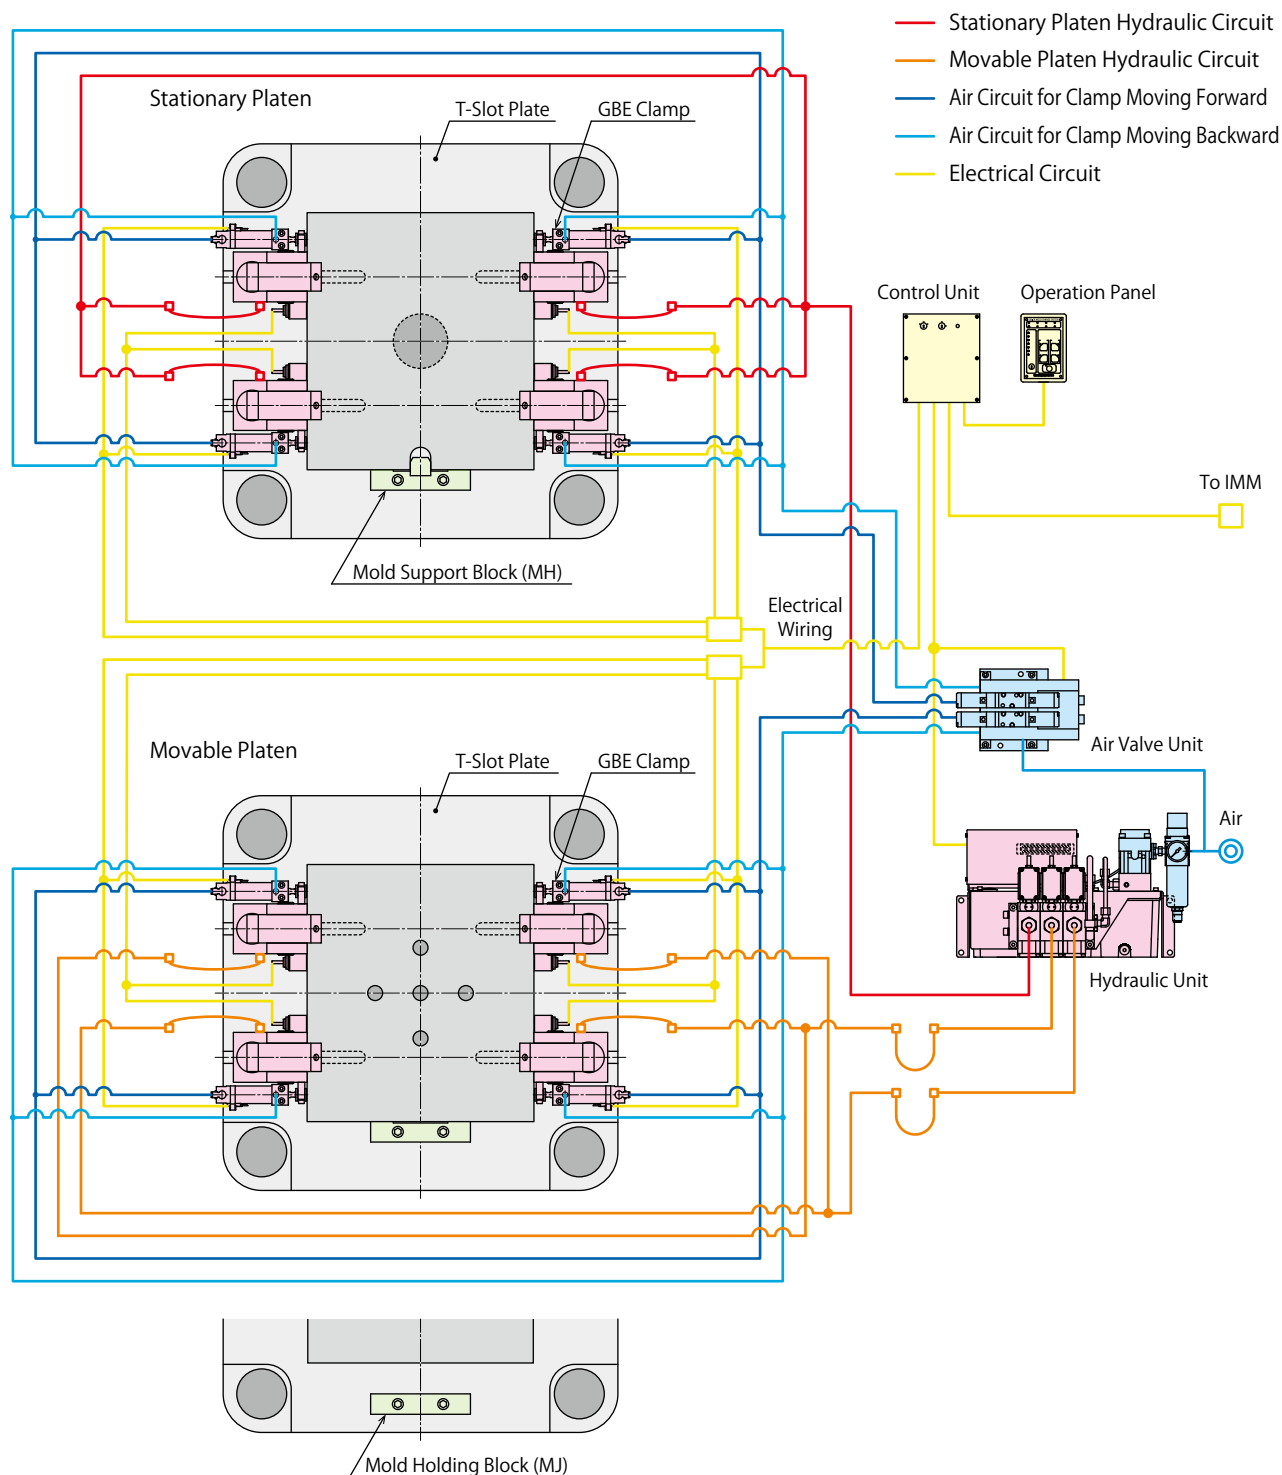 Stationary Platen Hydraulic Circuit
Movable Platen Hydraulic Circuit
Air Circuit for Clamp Moving Forward
Air Circuit for Clamp Moving Backward
Electrical Circuit
Stationary Platen
T-Slot Plate
GBE Clamp
Control Unit
Operation Panel
To IMM
Mold Support Block (MH)
Electrical
Wiring
Movable Platen
T-Slot Plate
GBE Clamp
Air Valve Unit
Air
Hydraulic Unit
Mold Holding Block (MJ)